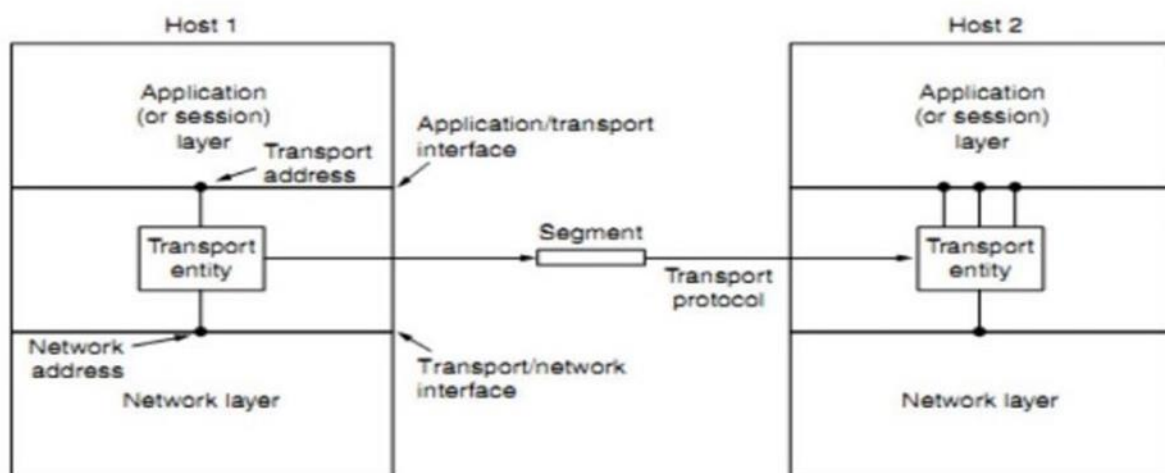 Host 1
Host 2
Application
(or session)
layer
Transport
address
Application/transport
interface
Application
(or session)
layer
Transport
entity
Segment
Transport
protocol
Transport
entity
Network
address
Transport/network
interface
Network layer
Network layer